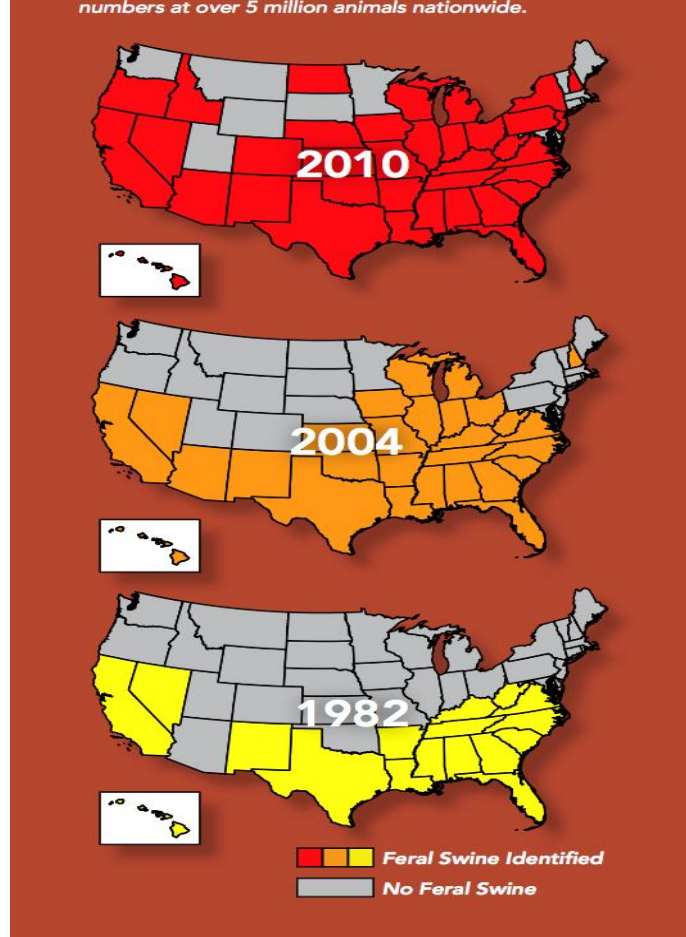 numbers at over 5 million animals nationwide.
2010
2004
1982
Feral Swine Identified
No Feral Swine